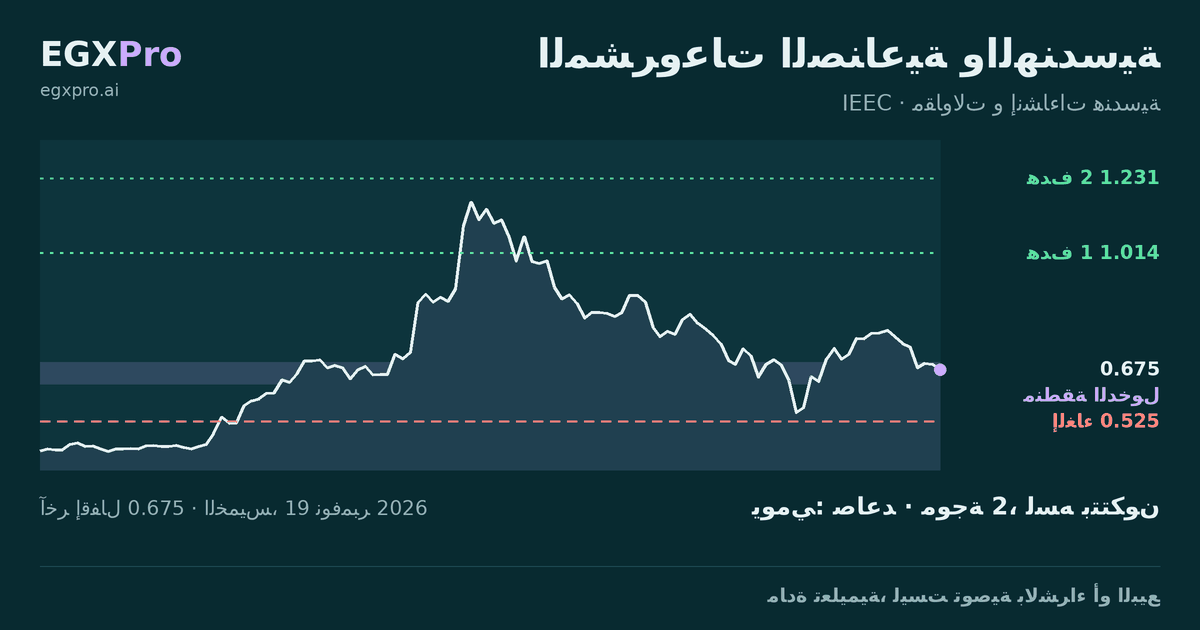 EGXPro
egxpro.ai
المشروعات الصناعية والهندسية
IEEC · مقاولات و إنشاءات هندسية
هدف 2 1.231
هدف 1 1.014
0.675
منطقة الدخول
إلغاء 0.525
يومي: صاعد · موجة 2، لسه بتتكون
آخر إقفال 0.675 · الخميس، 19 نوفمبر 2026
مادة تعليمية، ليست توصية بالشراء أو البيع